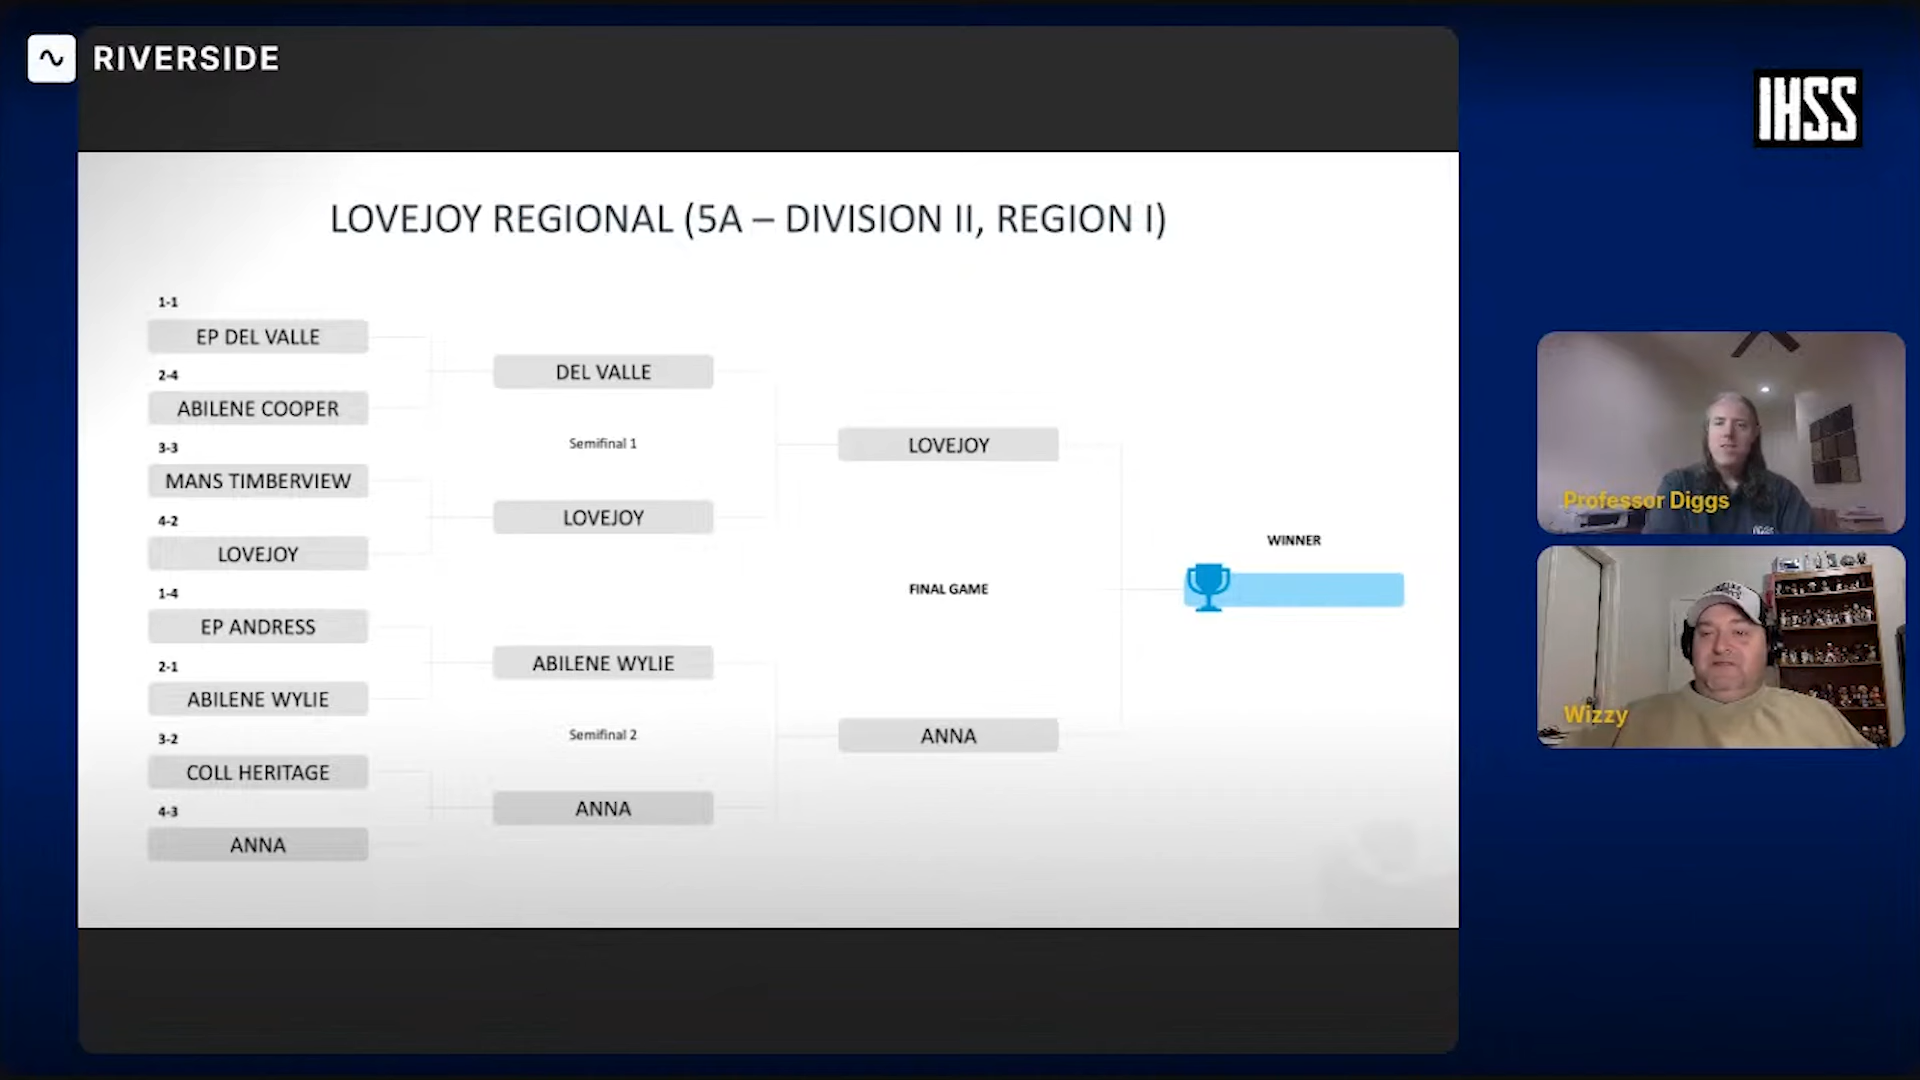 RIVERSIDE
IHSS
LOVEJOY REGIONAL (5A – DIVISION II, REGION I)
1-1
EP DEL VALLE
2-4
ABILENE COOPER
3-3
MANS TIMBERVIEW
4-2
LOVEJOY
1-4
EP ANDRESS
2-1
ABILENE WYLIE
3-2
COLL HERITAGE
4-3
ANNA
DEL VALLE
Semifinal 1
LOVEJOY
ABILENE WYLIE
Semifinal 2
ANNA
LOVEJOY
FINAL GAME
ANNA
WINNER
Professor Diggs
Wizzy